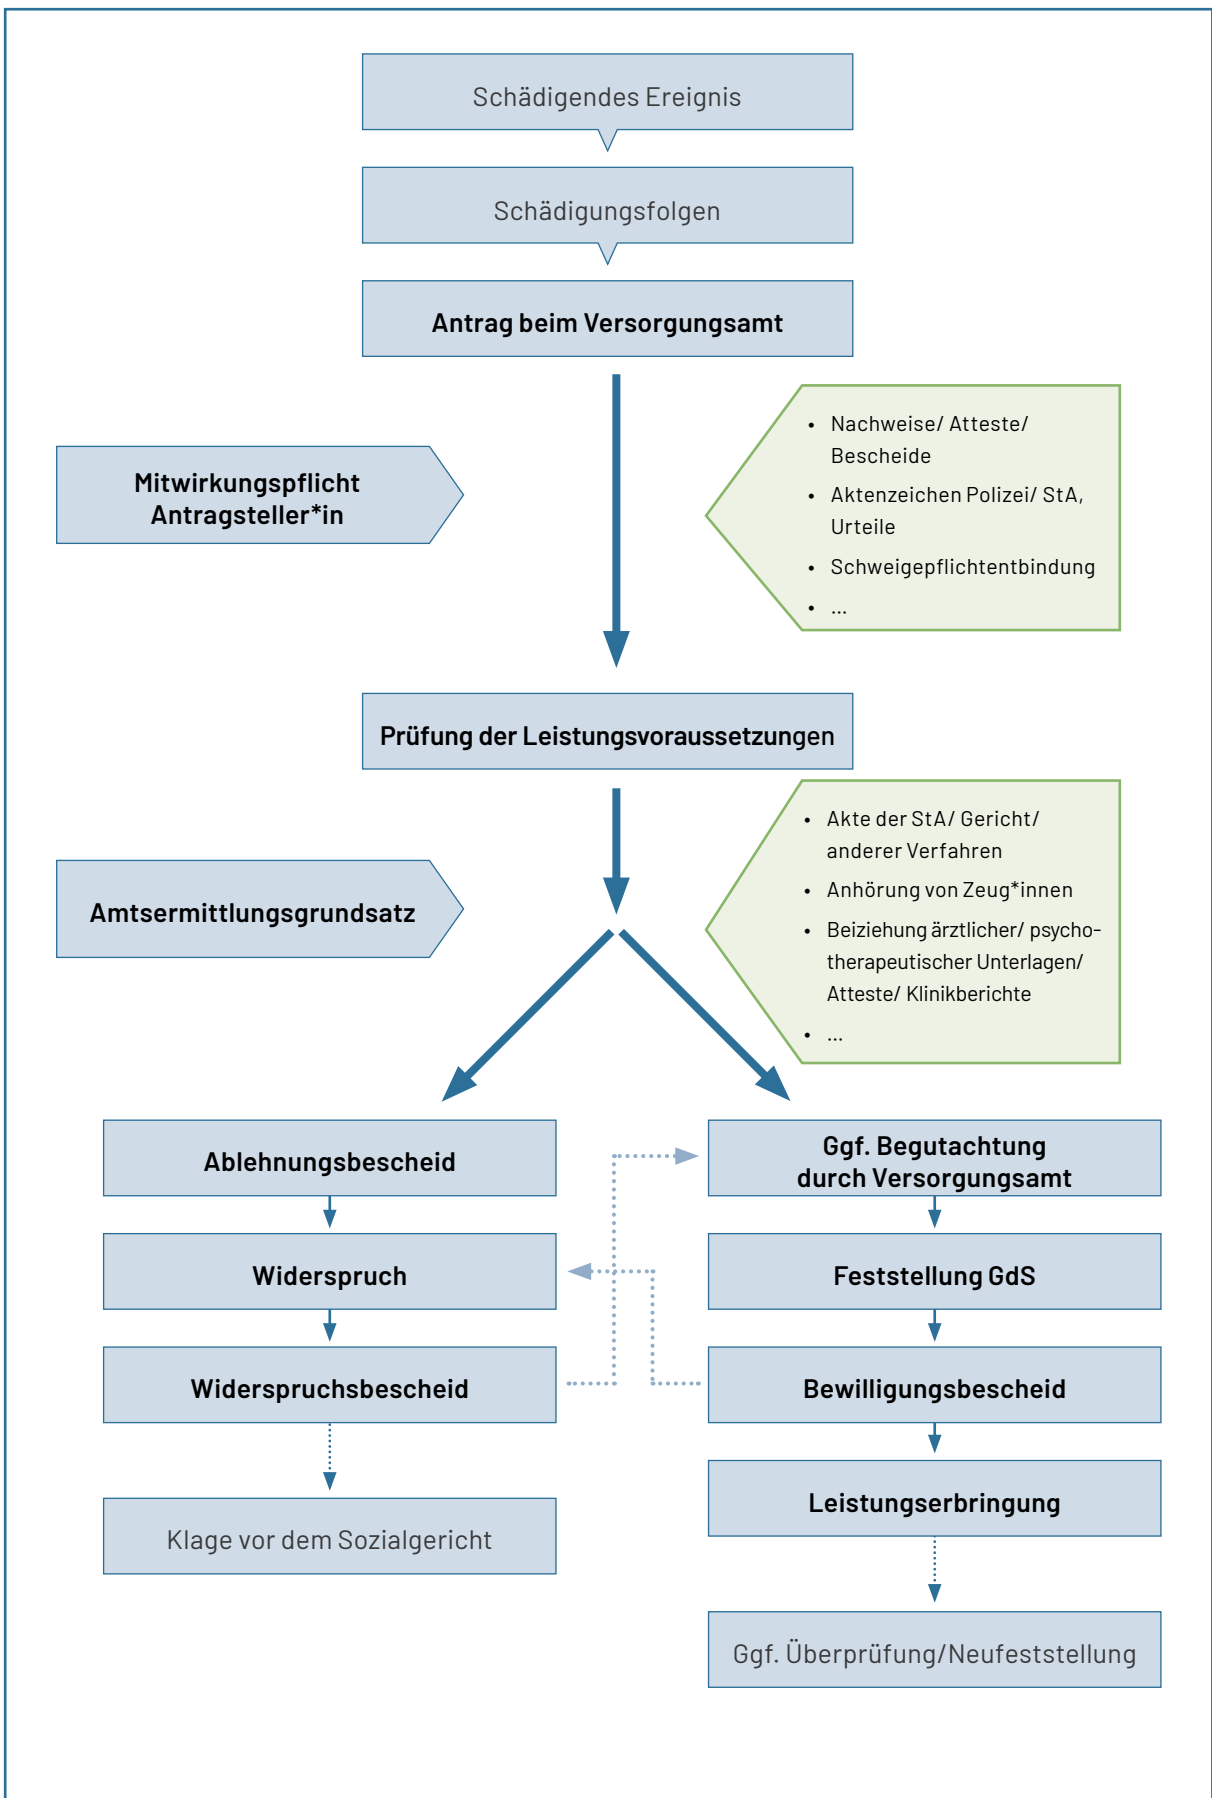 Schädigendes Ereignis
Schädigungsfolgen
Antrag beim Versorgungsamt
Mitwirkungspflicht
Antragsteller*in
• Nachweise/ Atteste/
Bescheide
• Aktenzeichen Polizei/ StA,
Urteile
• Schweigepflichtentbindung
• ...
Prüfung der Leistungsvoraussetzungen
Amtsermittlungsgrundsatz
• Akte der StA/ Gericht/
anderer Verfahren
• Anhörung von Zeug*innen
• Beiziehung ärztlicher/ psycho-
therapeutischer Unterlagen/
Atteste/ Klinikberichte
• ...
Ablehnungsbescheid
Widerspruch
Widerspruchsbescheid
Klage vor dem Sozialgericht
Ggf. Begutachtung
durch Versorgungsamt
Feststellung GdS
Bewilligungsbescheid
Leistungserbringung
Ggf. Überprüfung/Neufeststellung